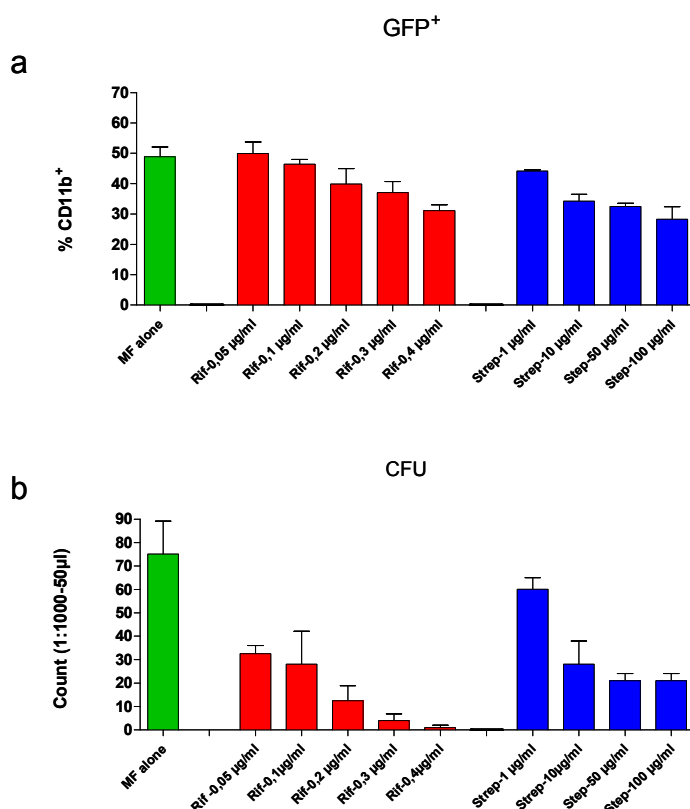 GFP+
a
70
60
50
40
30
20
10
0
% CD11b+
MF alone
Rif-0,05 µg/ml
Rif-0,1 µg/ml
Rif-0,2 µg/ml
Rif-0,3 µg/ml
Rif-0,4 µg/ml
Strep-1 µg/ml
Strep-10 µg/ml
Step-50 µg/ml
Step-100 µg/ml
CFU
b
90
80
70
60
50
40
30
20
10
0
Count (1:1000-50µl)
MF alone
Rif -0,05 µg/ml
Rif-0,1µg/ml
Rif-0,2 µg/ml
Rif-0,3 µg/ml
Rif-0,4µg/ml
Strep-1 µg/ml
Strep-10µg/ml
Step-50 µg/ml
Step-100 µg/ml